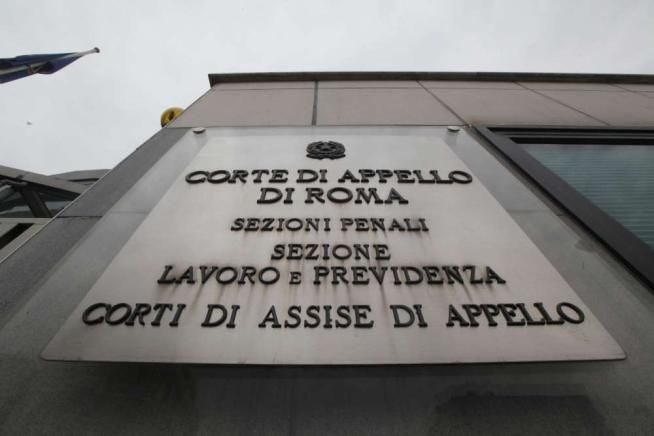 CORTE DI APPELLO
DI ROMA
SEZIONI PENALI
SEZIONE
LAVORO E PREVIDENZA
CORTI DI ASSISE DI APPELLO